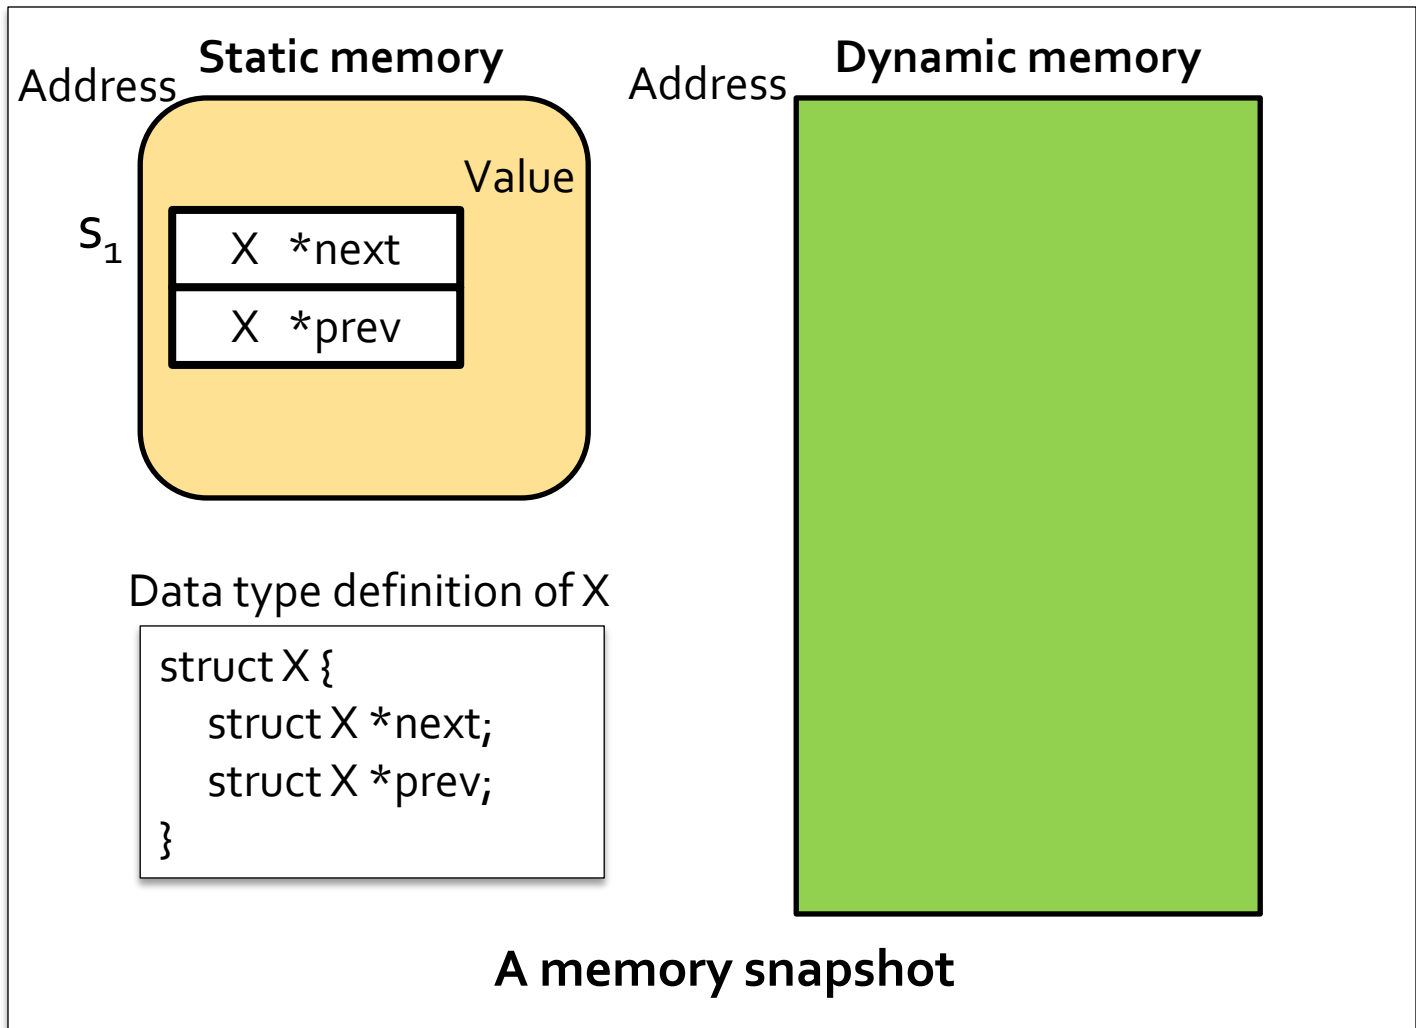 Static memory
Address
Value
S₁
X *next
X *prev
Dynamic memory
Address
Data type definition of X
struct X {
struct X *next;
struct X *prev;
}
A memory snapshot